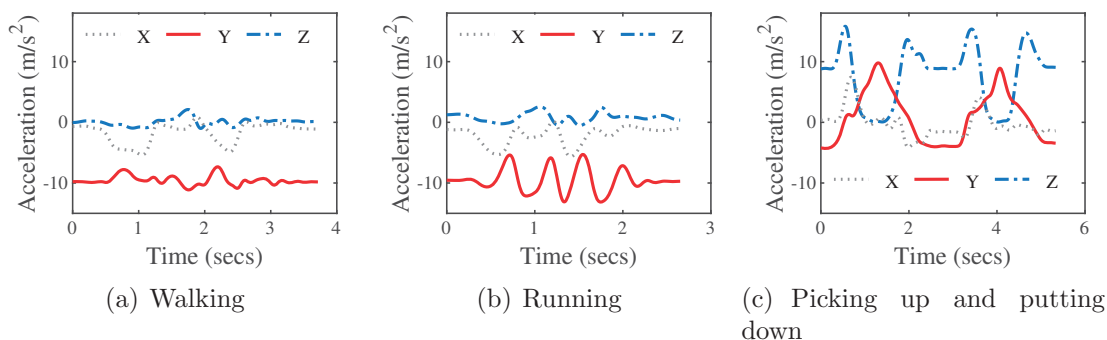 Acceleration (m/s²)
10
0
-10
X Y Z
0 1 2 3 4
Time (secs)
(a) Walking
Acceleration (m/s²)
10
0
-10
X Y Z
0 1 2 3
Time (secs)
(b) Running
Acceleration (m/s²)
10
0
-10
X Y Z
0 2 4 6
Time (secs)
(c) Picking up and putting
down